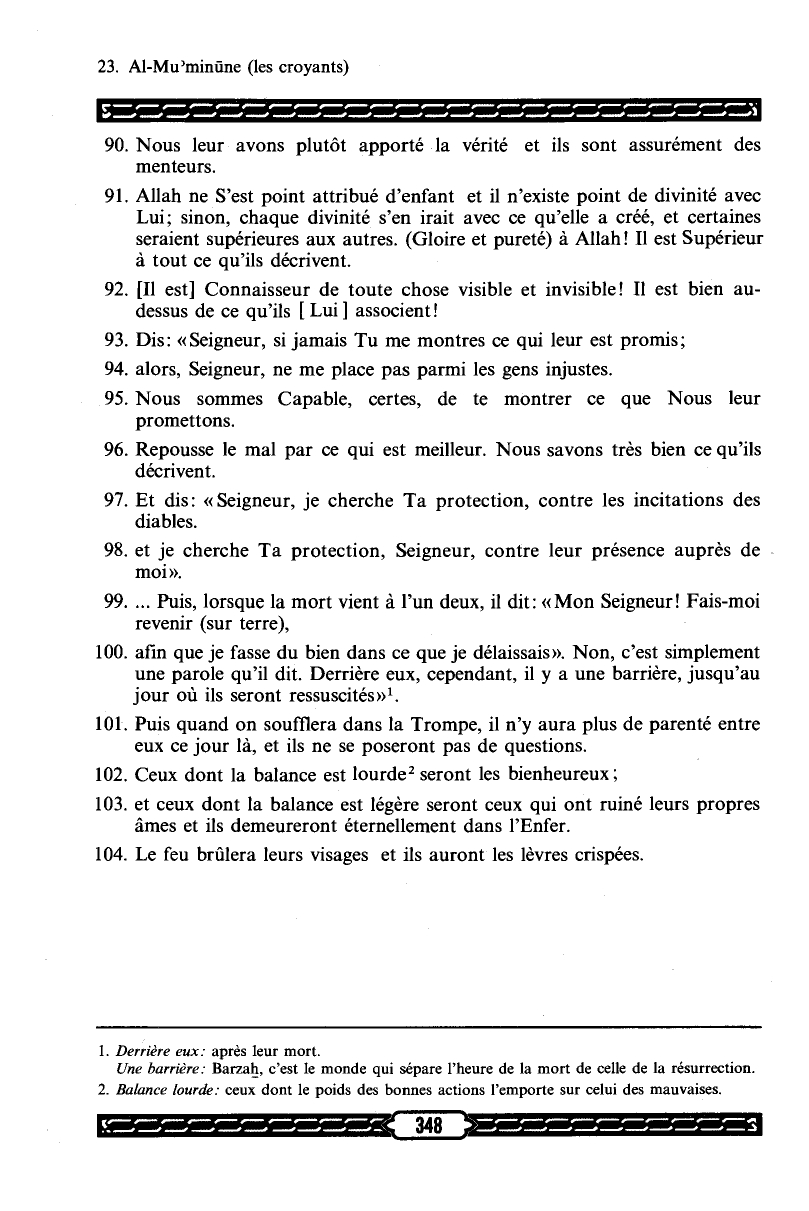 23. Al-Mu’minūne (les croyants)
90. Nous leur avons plutôt apporté la vérité et ils sont assurément des
menteurs.
91. Allah ne S’est point attribué d’enfant et il n’existe point de divinité avec
Lui; sinon, chaque divinité s’en irait avec ce qu’elle a créé, et certaines
seraient supérieures aux autres. (Gloire et pureté) à Allah! Il est Supérieur
à tout ce qu’ils décrivent.
92. [Il est] Connaisseur de toute chose visible et invisible! Il est bien au-
dessus de ce qu’ils [ Lui ] associent!
93. Dis: «Seigneur, si jamais Tu me montres ce qui leur est promis;
94. alors, Seigneur, ne me place pas parmi les gens injustes.
95. Nous sommes Capable, certes, de te montrer ce que Nous leur
promettons.
96. Repousse le mal par ce qui est meilleur. Nous savons très bien ce qu’ils
décrivent.
97. Et dis: «Seigneur, je cherche Ta protection, contre les incitations des
diables.
98. et je cherche Ta protection, Seigneur, contre leur présence auprès de
moi».
99. ... Puis, lorsque la mort vient à l’un deux, il dit: «Mon Seigneur! Fais-moi
revenir (sur terre),
100. afin que je fasse du bien dans ce que je délaissais». Non, c’est simplement
une parole qu’il dit. Derrière eux, cependant, il y a une barrière, jusqu’au
jour où ils seront ressuscités»¹.
101. Puis quand on soufflera dans la Trompe, il n’y aura plus de parenté entre
eux ce jour là, et ils ne se poseront pas de questions.
102. Ceux dont la balance est lourde² seront les bienheureux;
103. et ceux dont la balance est légère seront ceux qui ont ruiné leurs propres
âmes et ils demeureront éternellement dans l’Enfer.
104. Le feu brûlera leurs visages et ils auront les lèvres crispées.
1. Derrière eux: après leur mort.
Une barrière: Barzaẖ, c’est le monde qui sépare l’heure de la mort de celle de la résurrection.
2. Balance lourde: ceux dont le poids des bonnes actions l’emporte sur celui des mauvaises.
348